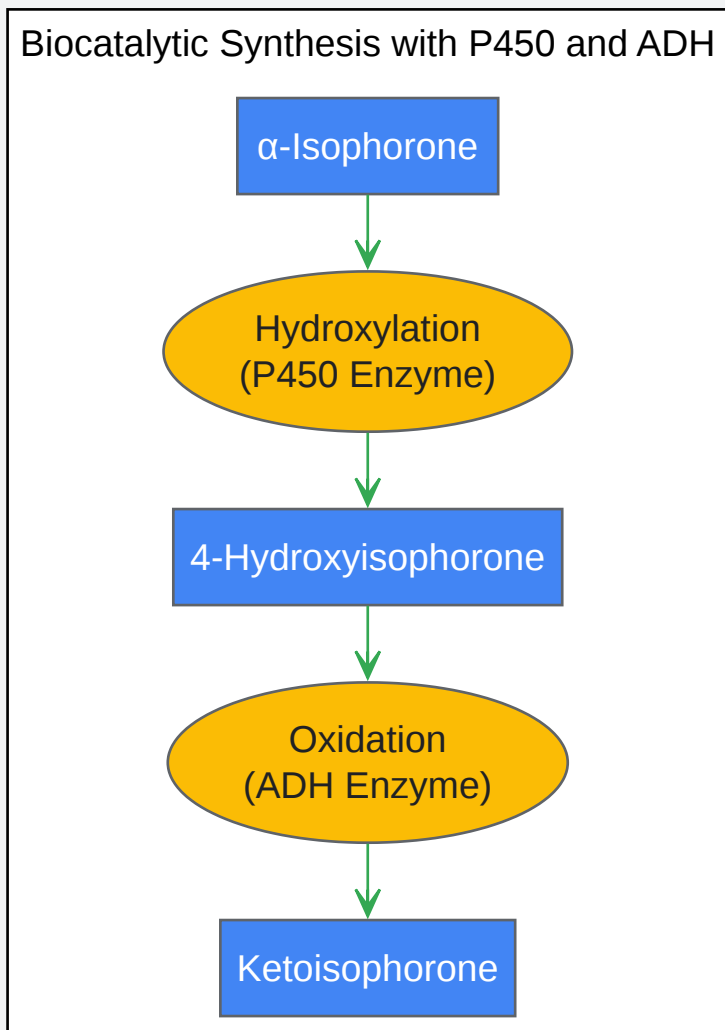 Biocatalytic Synthesis with P450 and ADH
α-Isophorone
Hydroxylation
(P450 Enzyme)
4-Hydroxyisophorone
Oxidation
(ADH Enzyme)
Ketoisophorone